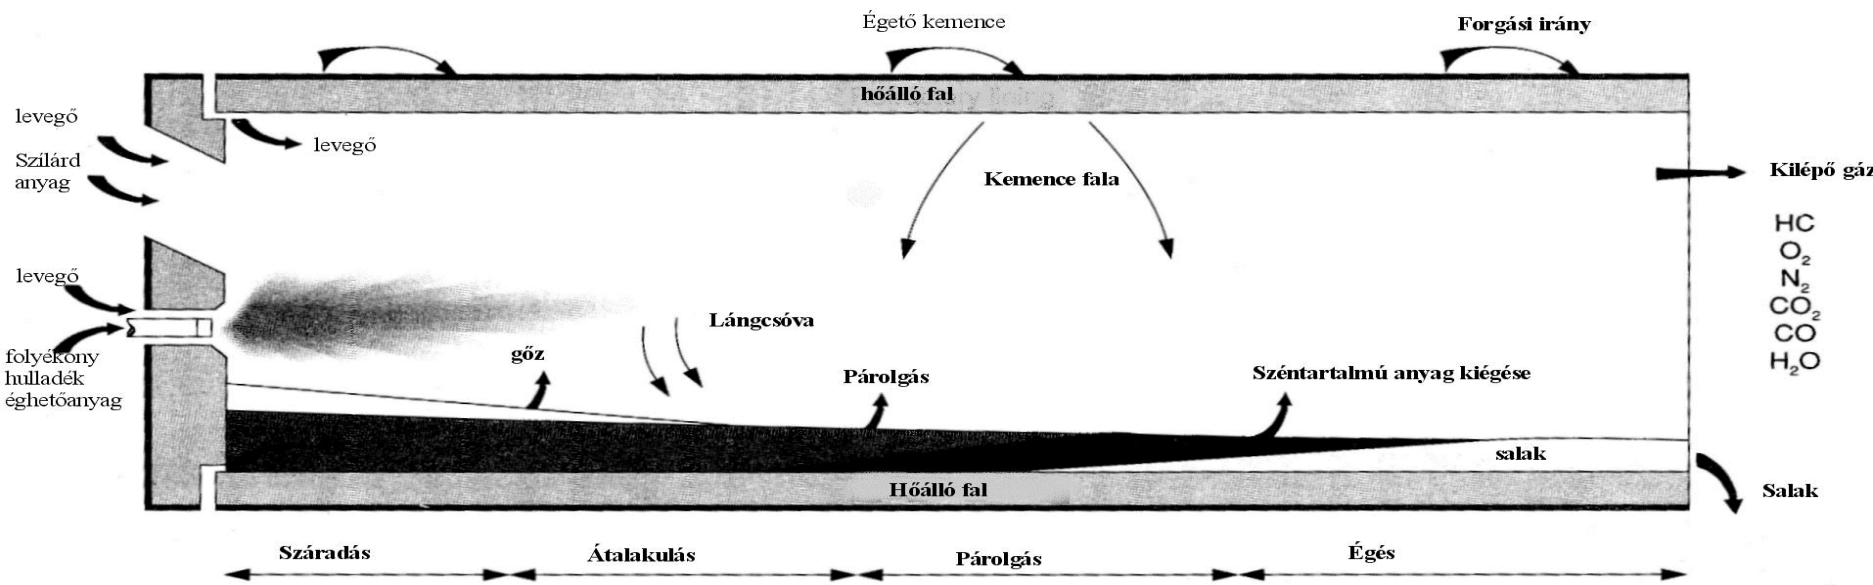 Égető kemence
Forgási irány
hőálló fal
levegő
levegő
Szílárd
anyag
Kemence fala
Kilépő gáz
HC
O₂
N₂
CO₂
CO
H₂O
levegő
Lángcsóva
folyékony
hulladék
éghetőanyag
gőz
Párolgás
Széntartalmú anyag kiégése
salak
Hőálló fal
Salak
Száradás
Átalakulás
Párolgás
Égés